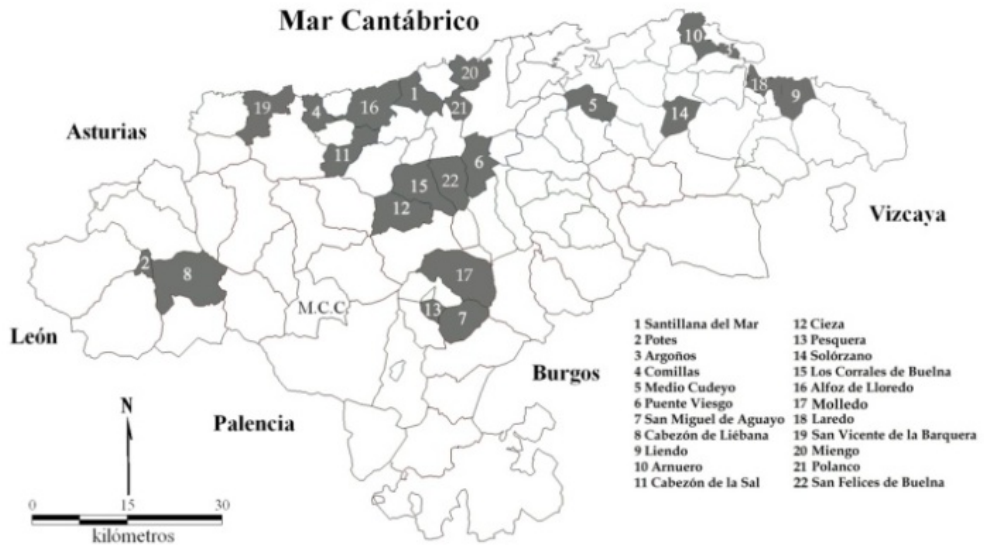 Mar Cantábrico
10
3
20
1
18
9
16
19
4
21
5
14
Asturias
11
6
15
22
12
Vizcaya
2
8
17
M.C.C.
13
7
León
Burgos
Palencia
N
0 15 30
kilómetros
1 Santillana del Mar
2 Potes
3 Argoños
4 Comillas
5 Medio Cudeyo
6 Puente Viesgo
7 San Miguel de Aguayo
8 Cabezón de Liébana
9 Liendo
10 Arnuero
11 Cabezón de la Sal
12 Cieza
13 Pesquera
14 Solórzano
15 Los Corrales de Buelna
16 Alfoz de Lloredo
17 Molledo
18 Laredo
19 San Vicente de la Barquera
20 Miengo
21 Polanco
22 San Felices de Buelna